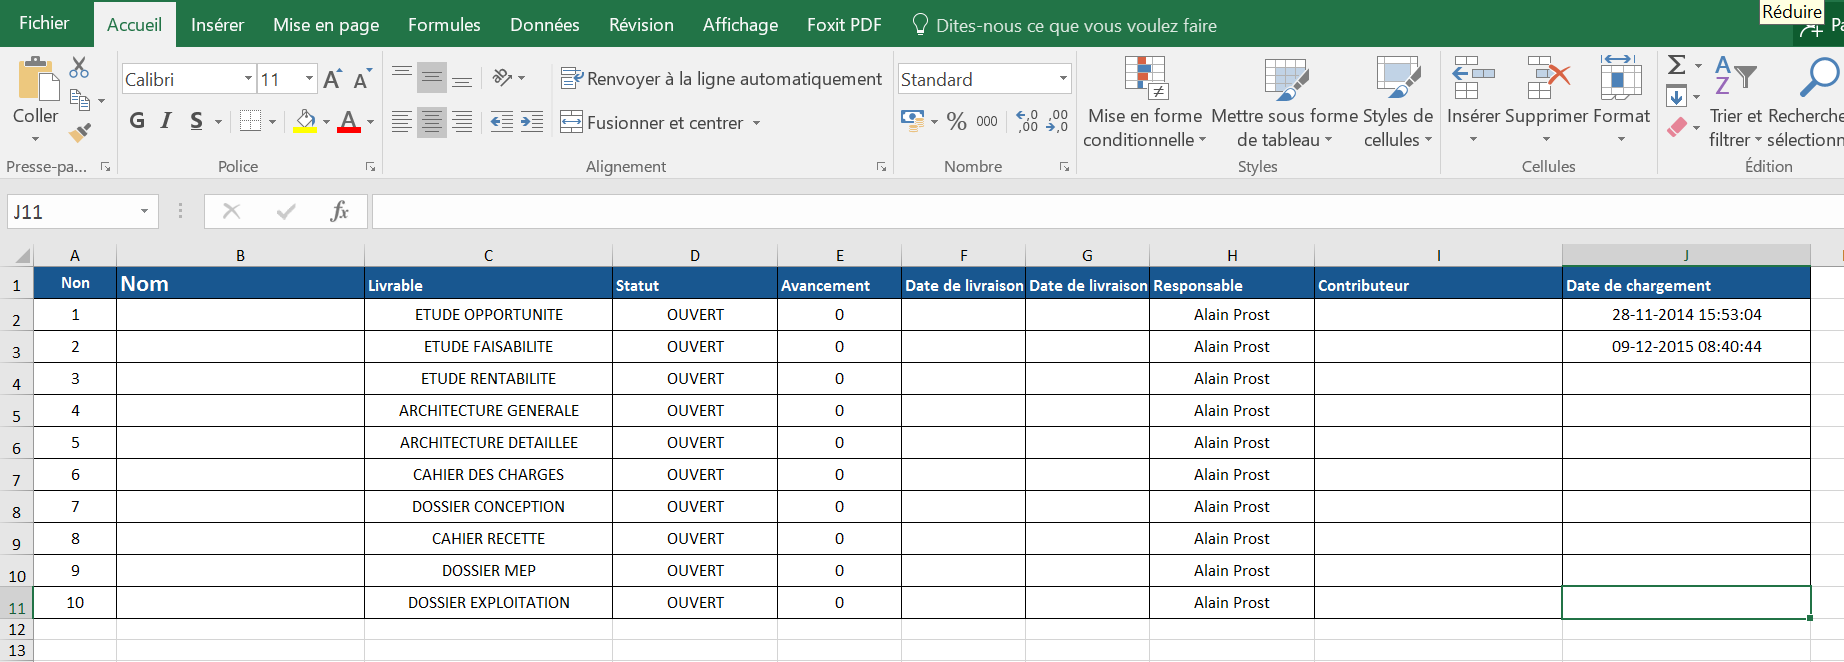 Fichier Accueil Insérer Mise en page Formules Données Révision Affichage Foxit PDF Dites-nous ce que vous voulez faire Réduire
Calibri 11 Renvoyer à la ligne automatiquement Standard
Coller G I S A Fusionner et centrer % 000
Mise en forme conditionnelle Mettre sous forme de tableau Styles de cellules Insérer Supprimer Format Trier et filtrer
Presse-pa... Police Alignement Nombre Styles Cellules Édition
J11 fx
A B C D E F G H I J
1 Non Nom Livrable Statut Avancement Date de livraison Date de livraison Responsable Contributeur Date de chargement
2 1 ETUDE OPPORTUNITE OUVERT 0 Alain Prost 28-11-2014 15:53:04
3 2 ETUDE FAISABILITE OUVERT 0 Alain Prost 09-12-2015 08:40:44
4 3 ETUDE RENTABILITE OUVERT 0 Alain Prost
5 4 ARCHITECTURE GENERALE OUVERT 0 Alain Prost
6 5 ARCHITECTURE DETAILLEE OUVERT 0 Alain Prost
7 6 CAHIER DES CHARGES OUVERT 0 Alain Prost
8 7 DOSSIER CONCEPTION OUVERT 0 Alain Prost
9 8 CAHIER RECETTE OUVERT 0 Alain Prost
10 9 DOSSIER MEP OUVERT 0 Alain Prost
11 10 DOSSIER EXPLOITATION OUVERT 0 Alain Prost
12
13